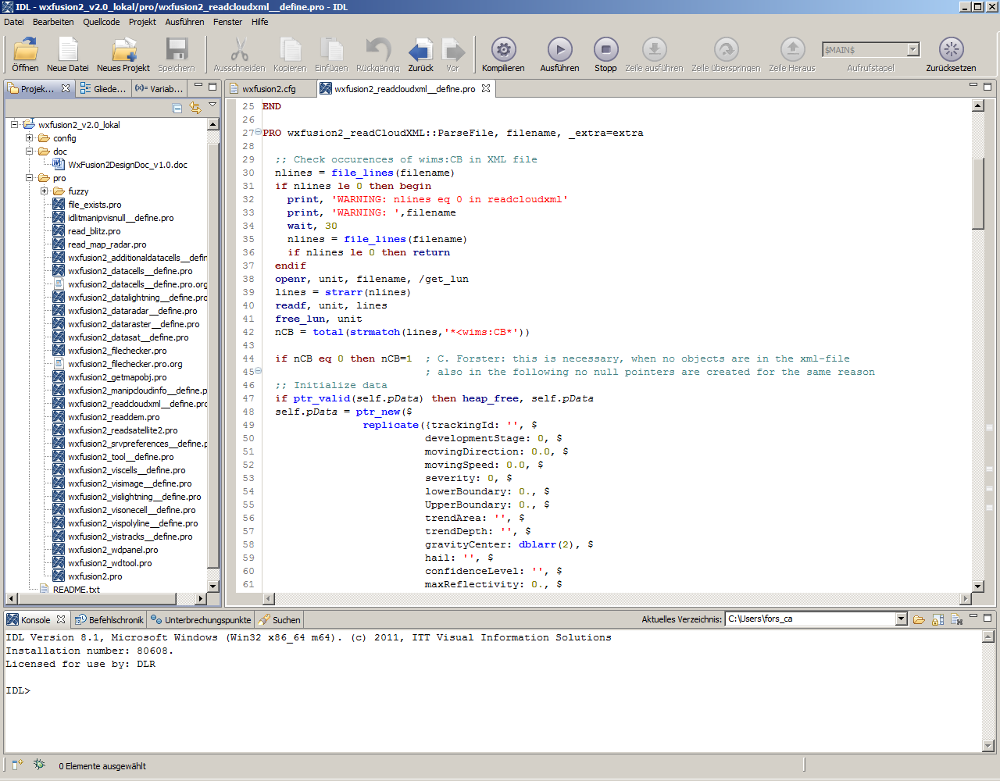 IDL - wxfusion2_v2.0_lokal/pro/wxfusion2_readcloudxml__define.pro - IDL
Datei Bearbeiten Quellcode Projekt Ausführen Fenster Hilfe
Öffnen Neue Datei Neues Projekt Speichern Ausschneiden Kopieren Einfügen Rückgängig Zurück Vor Kompilieren Ausführen Stopp Zeile ausführen Zeile überspringen Zeile Heraus $MAIN$ Aufrufstapel Zurücksetzen
Projek... Gliede... (x)= Variab...
wxfusion2_v2.0_lokal
config
doc
WxFusion2DesignDoc_v1.0.doc
pro
fuzzy
file_exists.pro
idlitmanipvisnull__define.pro
read_blitz.pro
read_map_radar.pro
wxfusion2_additionaldatacells__defin
wxfusion2_datacells__define.pro
wxfusion2_datacells__define.pro.org
wxfusion2_datalightning__define.pro
wxfusion2_dataradar__define.pro
wxfusion2_dataraster__define.pro
wxfusion2_datasat__define.pro
wxfusion2_filechecker.pro
wxfusion2_filechecker.pro.org
wxfusion2_getmapobj.pro
wxfusion2_manipcloudinfo__define.p
wxfusion2_readcloudxml__define.pro
wxfusion2_readdem.pro
wxfusion2_readsatellite2.pro
wxfusion2_srvpreferences__define.p
wxfusion2_tool__define.pro
wxfusion2_viscells__define.pro
wxfusion2_visimage__define.pro
wxfusion2_vislightning__define.pro
wxfusion2_visonecell__define.pro
wxfusion2_vispolyline__define.pro
wxfusion2_vistracks__define.pro
wxfusion2_wdpanel.pro
wxfusion2_wdtool.pro
wxfusion2.pro
README.txt
wxfusion2.cfg wxfusion2_readcloudxml__define.pro
25 END
26
27 PRO wxfusion2_readCloudXML::ParseFile, filename, _extra=extra
28
29 ;; Check occurences of wims:CB in XML file
30 nlines = file_lines(filename)
31 if nlines le 0 then begin
32 print, 'WARNING: nlines eq 0 in readcloudxml'
33 print, 'WARNING: ',filename
34 wait, 30
35 nlines = file_lines(filename)
36 if nlines le 0 then return
37 endif
38 openr, unit, filename, /get_lun
39 lines = strarr(nlines)
40 readf, unit, lines
41 free_lun, unit
42 nCB = total(strmatch(lines,'*<wims:CB*'))
43
44 if nCB eq 0 then nCB=1 ; C. Forster: this is necessary, when no objects are in the xml-file
45 ; also in the following no null pointers are created for the same reason
46 ;; Initialize data
47 if ptr_valid(self.pData) then heap_free, self.pData
48 self.pData = ptr_new($
49 replicate({trackingId: '', $
50 developmentStage: 0, $
51 movingDirection: 0.0, $
52 movingSpeed: 0.0, $
53 severity: 0, $
54 lowerBoundary: 0., $
55 UpperBoundary: 0., $
56 trendArea: '', $
57 trendDepth: '', $
58 gravityCenter: dblarr(2), $
59 hail: '', $
60 confidenceLevel: '', $
61 maxReflectivity: 0., $
Konsole Befehlschronik Unterbrechungspunkte Suchen Aktuelles Verzeichnis: C:\Users\fors_ca
IDL Version 8.1, Microsoft Windows (Win32 x86_64 m64). (c) 2011, ITT Visual Information Solutions
Installation number: 80608.
Licensed for use by: DLR
IDL>
0 Elemente ausgewählt